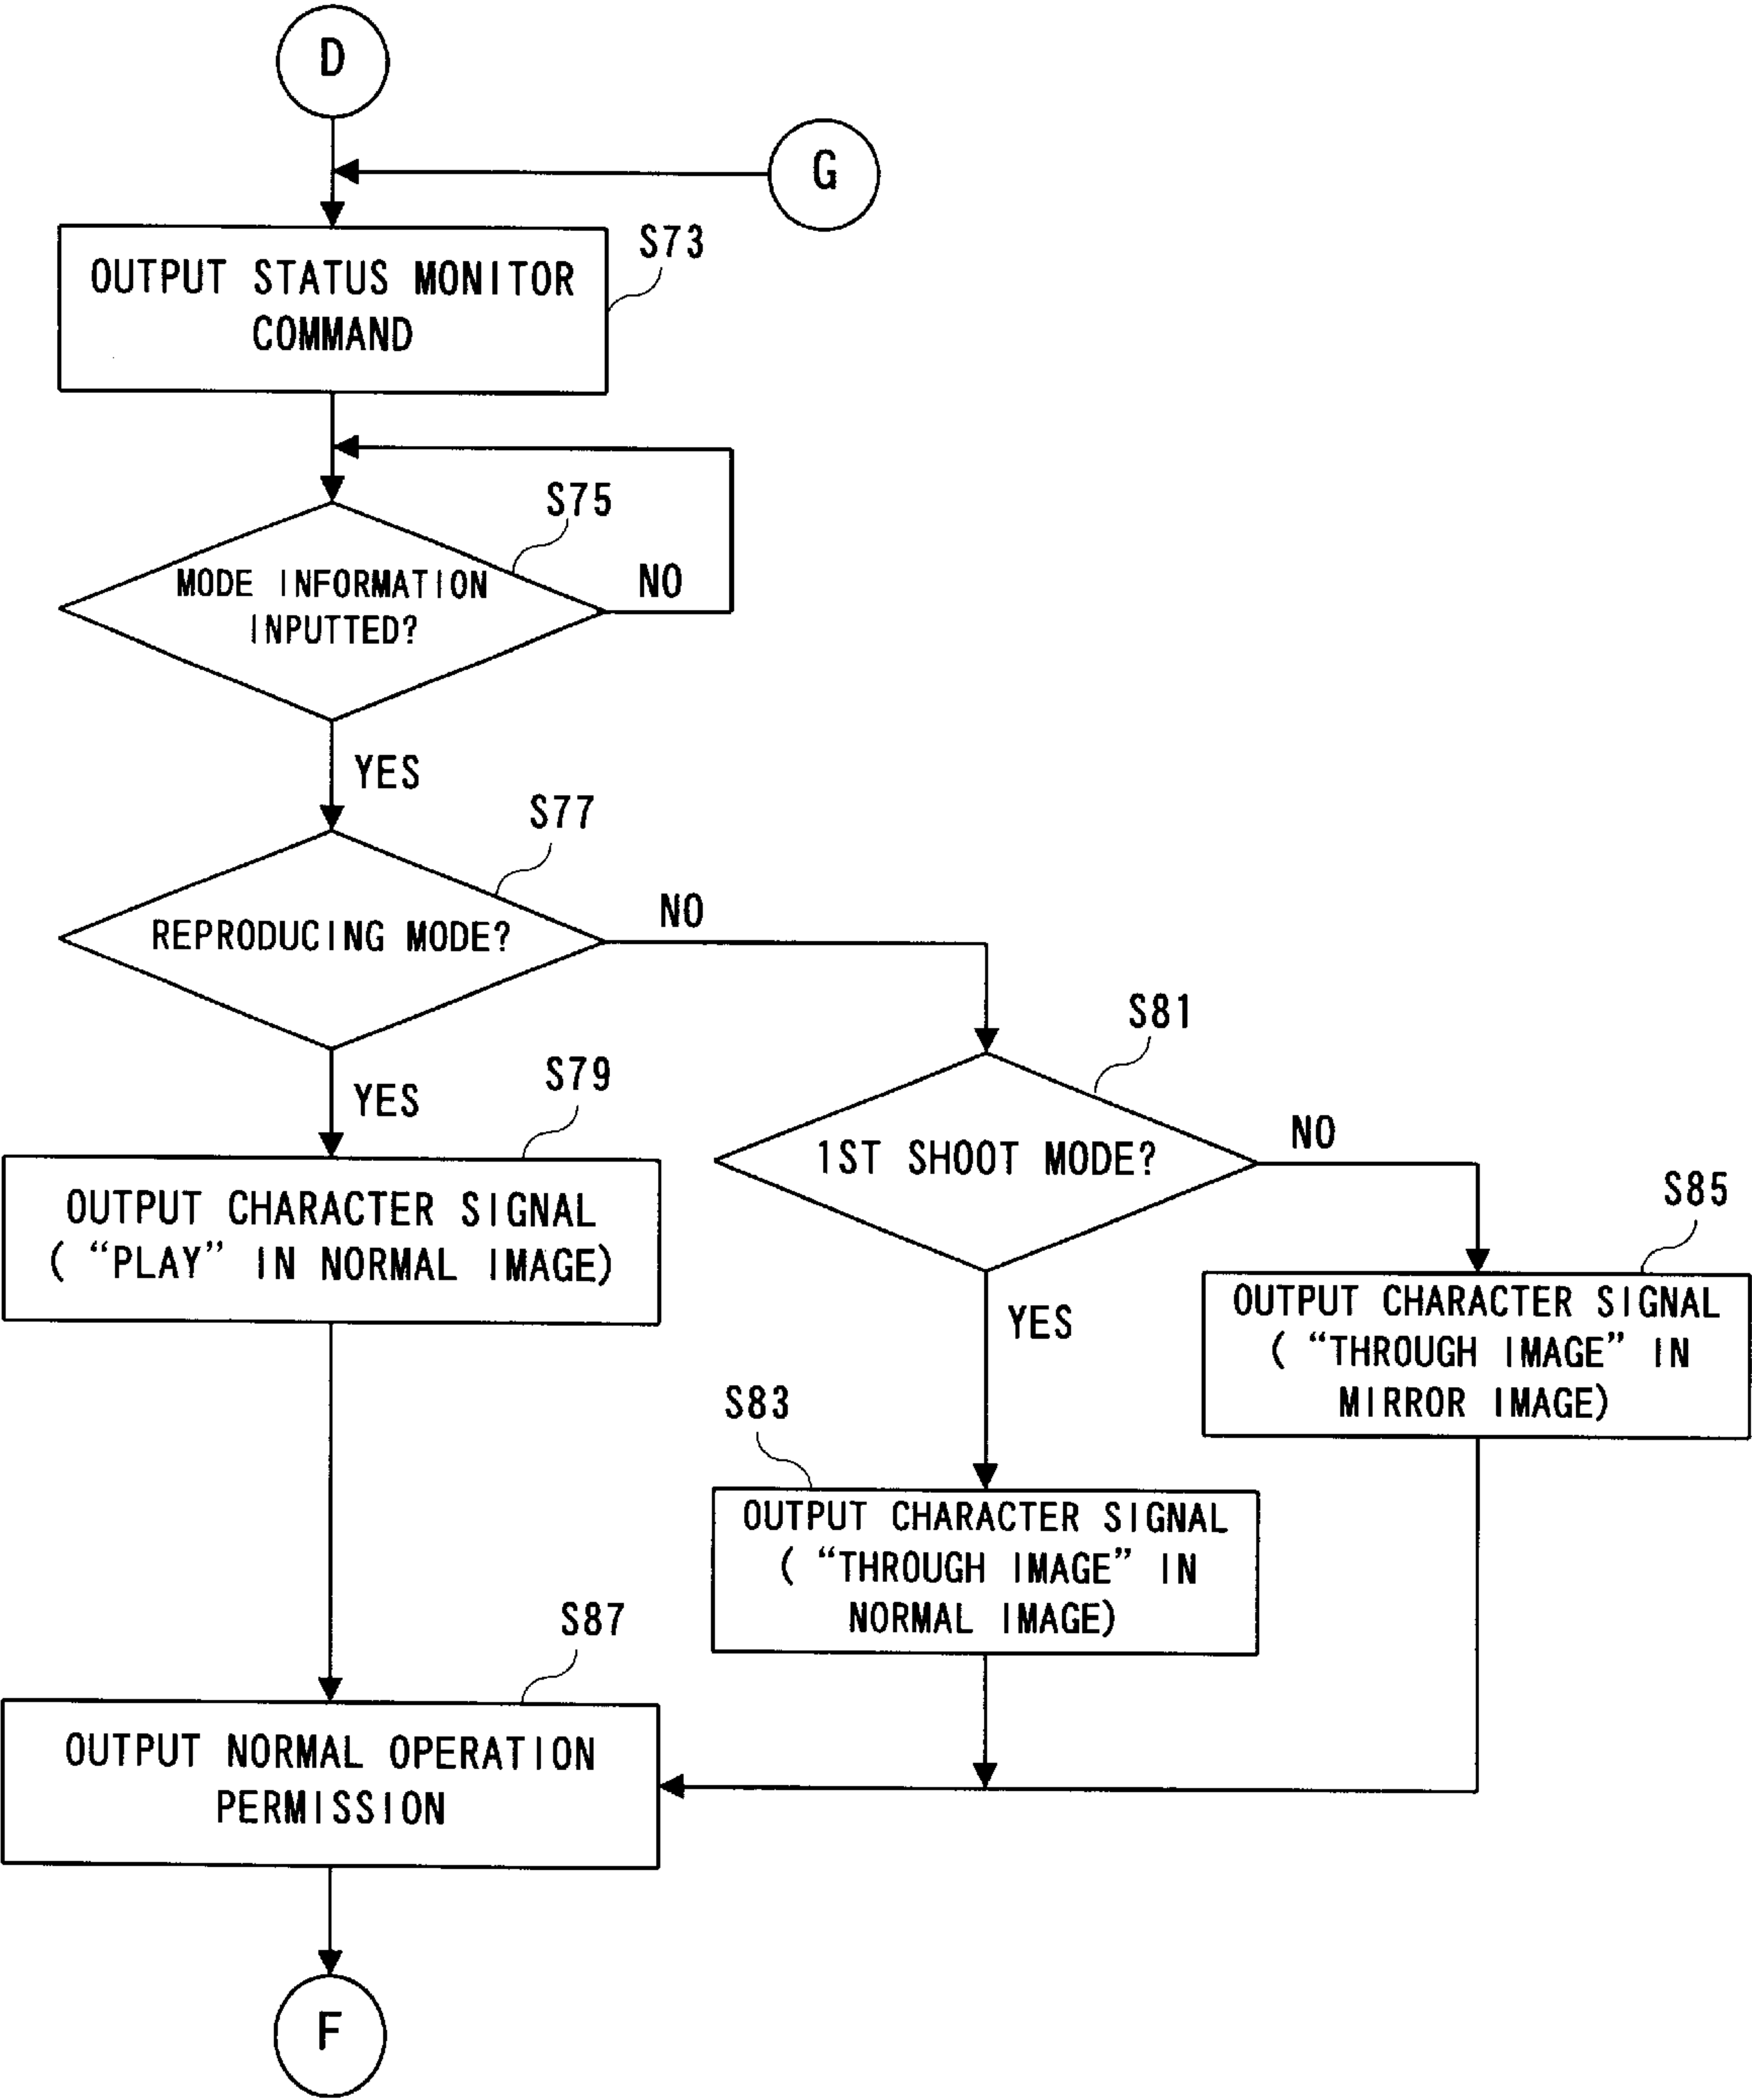 D
G
S73
OUTPUT STATUS MONITOR
COMMAND
S75
MODE INFORMATION
INPUTTED?
NO
YES
S77
REPRODUCING MODE?
NO
YES
S79
OUTPUT CHARACTER SIGNAL
( “PLAY” IN NORMAL IMAGE)
S81
1ST SHOOT MODE?
NO
YES
S85
OUTPUT CHARACTER SIGNAL
( “THROUGH IMAGE” IN
MIRROR IMAGE)
S83
OUTPUT CHARACTER SIGNAL
( “THROUGH IMAGE” IN
NORMAL IMAGE)
S87
OUTPUT NORMAL OPERATION
PERMISSION
F